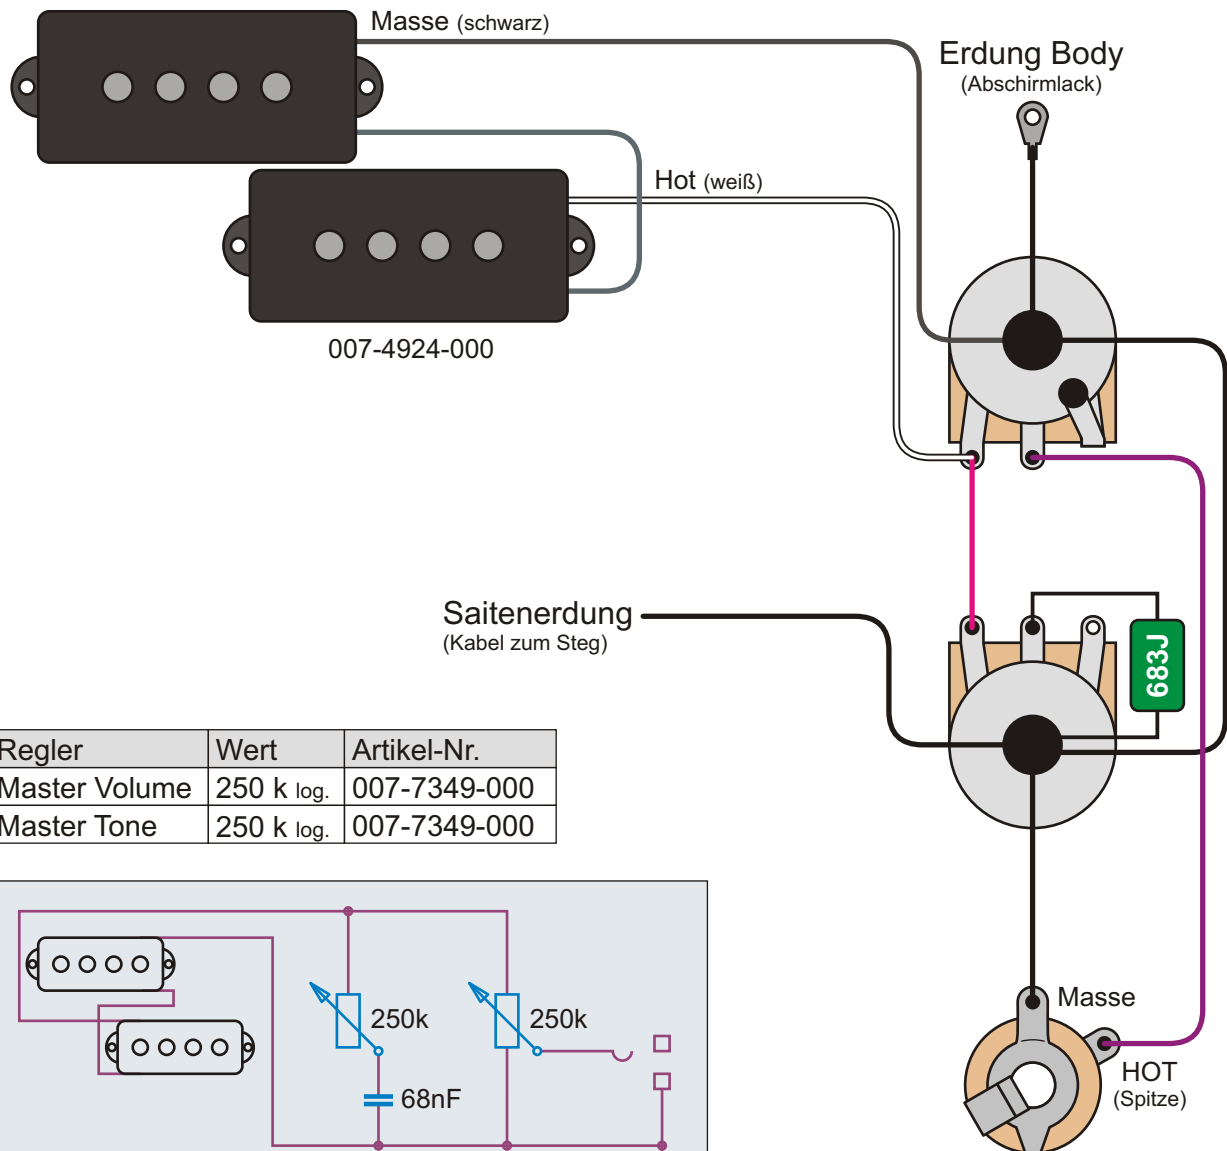 Masse (schwarz)
Erdung Body
(Abschirmlack)
Hot (weiß)
007-4924-000
Saitenerdung
(Kabel zum Steg)
683J
Regler Wert Artikel-Nr.
Master Volume 250 k log. 007-7349-000
Master Tone 250 k log. 007-7349-000
250k
250k
68nF
Masse
HOT
(Spitze)